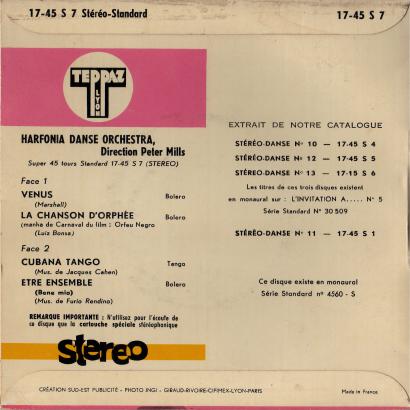 17-45 S 7 Stéréo-Standard
17-45 S 7
TEPPAZ
LYON
HARFONIA DANSE ORCHESTRA,
Direction Peter Mills
Super 45 tours Standard 17-45 S 7 (STEREO)
Face 1
VENUS Bolero
(Marshall)
LA CHANSON D'ORPHÉE Bolero
(manha de Carnaval du film : Orfeu Negro
(Luiz Bonsa)
Face 2
CUBANA TANGO Tango
(Mus. de Jacques Cahen)
ETRE ENSEMBLE Bolero
(Bene mio)
(Mus. de Furio Rendino)
REMARQUE IMPORTANTE : N'utilisez pour l'écoute de
ce disque que la cartouche spéciale stéréophonique
stereo
EXTRAIT DE NOTRE CATALOGUE
STÉRÉO-DANSE N° 10 — 17-45 S 4
STÉRÉO-DANSE N° 12 — 17-45 S 5
STÉRÉO-DANSE N° 13 — 17-15 S 6
Les titres de ces trois disques existent
en monaural sur : L'INVITATION A..... N° 5
Série Standard N° 30 509
STÉRÉO-DANSE N° 11 — 17-45 S 1
Ce disque existe en monaural
Série Standard n° 4560 - S
CRÉATION SUD-EST PUBLICITÉ - PHOTO INGI - GIRAUD-RIVOIRE-CIFIMEX-LYON-PARIS
Made in France